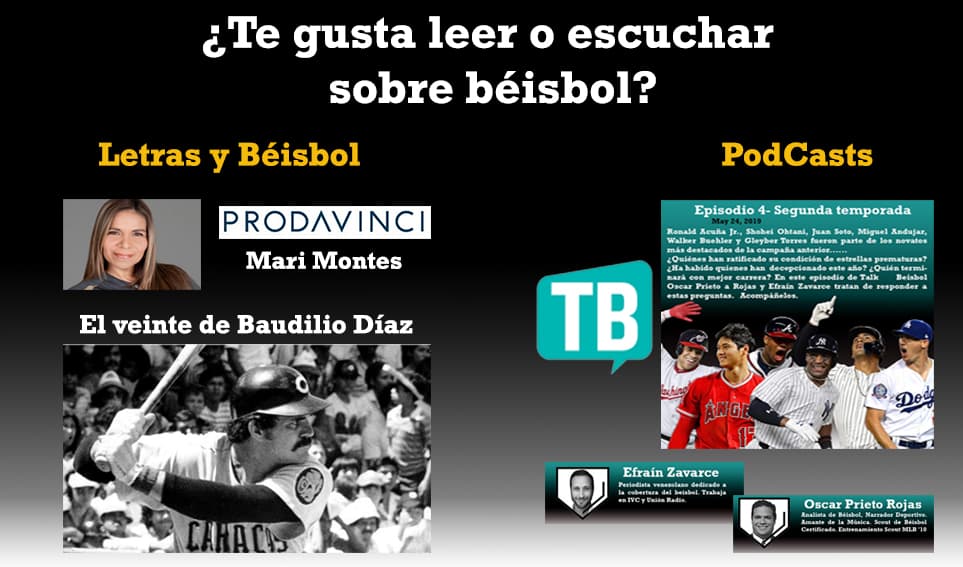 ¿Te gusta leer o escuchar
sobre béisbol?
Letras y Béisbol
PRODAVINCI
Mari Montes
El veinte de Baudilio Díaz
CARACAS
PodCasts
TB
Episodio 4- Segunda temporada
May 24, 2019
Ronald Acuña Jr., Shohei Ohtani, Juan Soto, Miguel Andujar,
Walker Buehler y Gleyber Torres fueron parte de los novatos
más destacados de la campaña anterior......
¿Quiénes han ratificado su condición de estrellas prematuras?
¿Ha habido quienes han decepcionado este año? ¿Quién termi-
nará con mejor carrera? En este episodio de Talk Beisbol
Oscar Prieto a Rojas y Efraín Zavarce tratan de responder a
estas preguntas. Acompáñelos.
Efraín Zavarce
Periodista venezolano dedicado a
la cobertura del beisbol. Trabaja
en IVC y Unión Radio.
Oscar Prieto Rojas
Analista de Béisbol, Narrador Deportivo.
Amante de la Música. Scout de Béisbol
Certificado. Entrenamiento Scout MLB '10